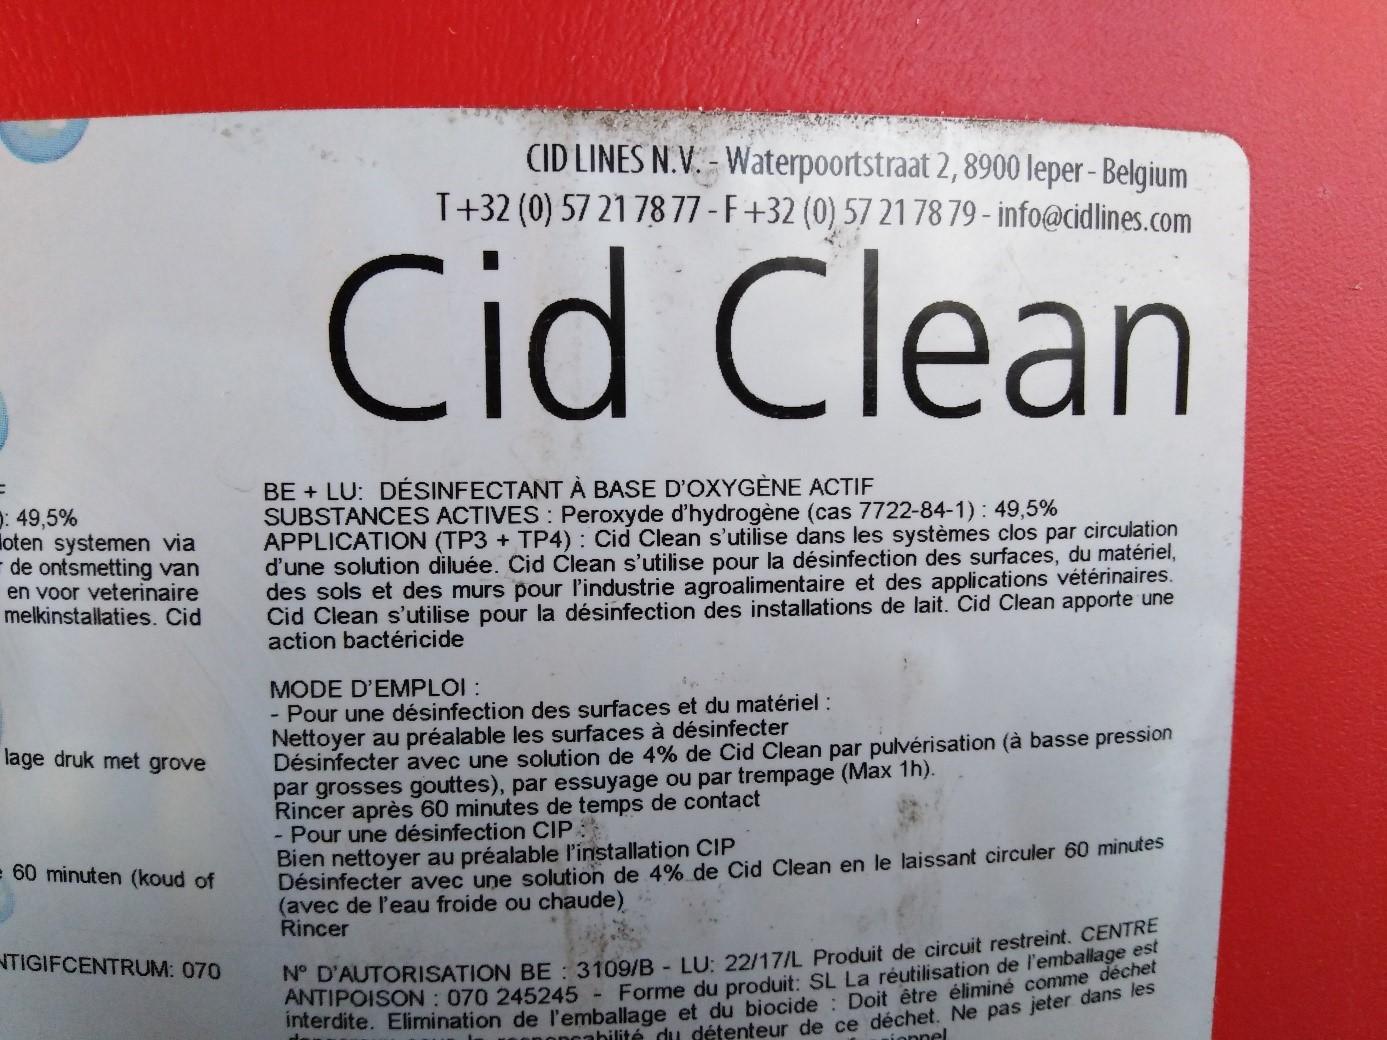 CID LINES N.V. - Waterpoortstraat 2, 8900 Ieper - Belgium
T +32 (0) 57 21 78 77 - F +32 (0) 57 21 78 79 - info@cidlines.com
Cid Clean
): 49,5%
loten systemen via
de ontsmetting van
en voor veterinaire
melkinstallaties. Cid
lage druk met grove
60 minuten (koud of
NTIGIFCENTRUM: 070
BE + LU: DÉSINFECTANT À BASE D'OXYGÈNE ACTIF
SUBSTANCES ACTIVES : Peroxyde d'hydrogène (cas 7722-84-1) : 49,5%
APPLICATION (TP3 + TP4) : Cid Clean s'utilise dans les systèmes clos par circulation
d'une solution diluée. Cid Clean s'utilise pour la désinfection des surfaces, du matériel,
des sols et des murs pour l'industrie agroalimentaire et des applications vétérinaires.
Cid Clean s'utilise pour la désinfection des installations de lait. Cid Clean apporte une
action bactéricide
MODE D'EMPLOI :
- Pour une désinfection des surfaces et du matériel :
Nettoyer au préalable les surfaces à désinfecter
Désinfecter avec une solution de 4% de Cid Clean par pulvérisation (à basse pression
par grosses gouttes), par essuyage ou par trempage (Max 1h).
Rincer après 60 minutes de temps de contact
- Pour une désinfection CIP :
Bien nettoyer au préalable l'installation CIP
Désinfecter avec une solution de 4% de Cid Clean en le laissant circuler 60 minutes
(avec de l'eau froide ou chaude)
Rincer
N° D'AUTORISATION BE : 3109/B - LU: 22/17/L Produit de circuit restreint. CENTRE
ANTIPOISON : 070 245245 - Forme du produit: SL La réutilisation de l'emballage est
interdite. Elimination de l'emballage et du biocide : Doit être éliminé comme déchet
du détenteur de ce déchet. Ne pas jeter dans les